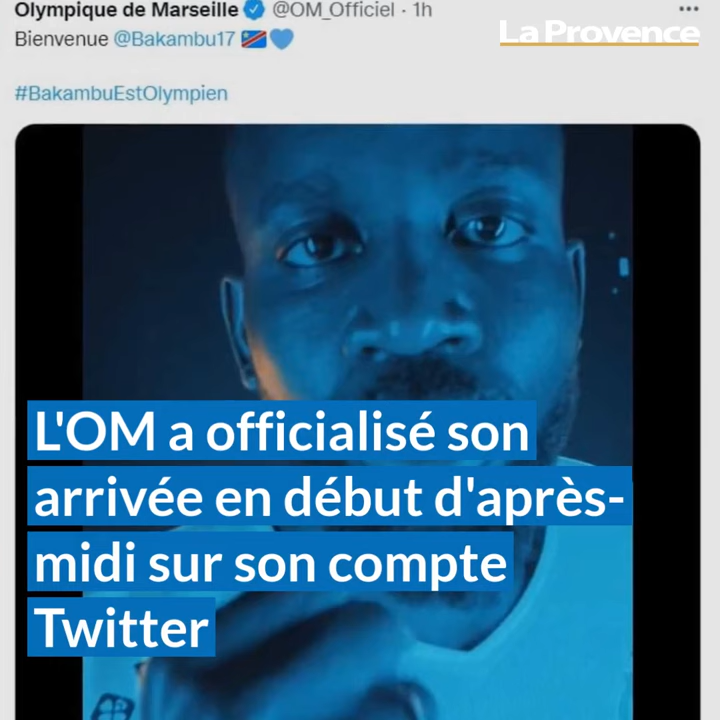 Olympique de Marseille @OM_Officiel · 1h
La Provence
Bienvenue @Bakambu17 🇨🇩💙
#BakambuEstOlympien
L'OM a officialisé son
arrivée en début d'après-
midi sur son compte
Twitter